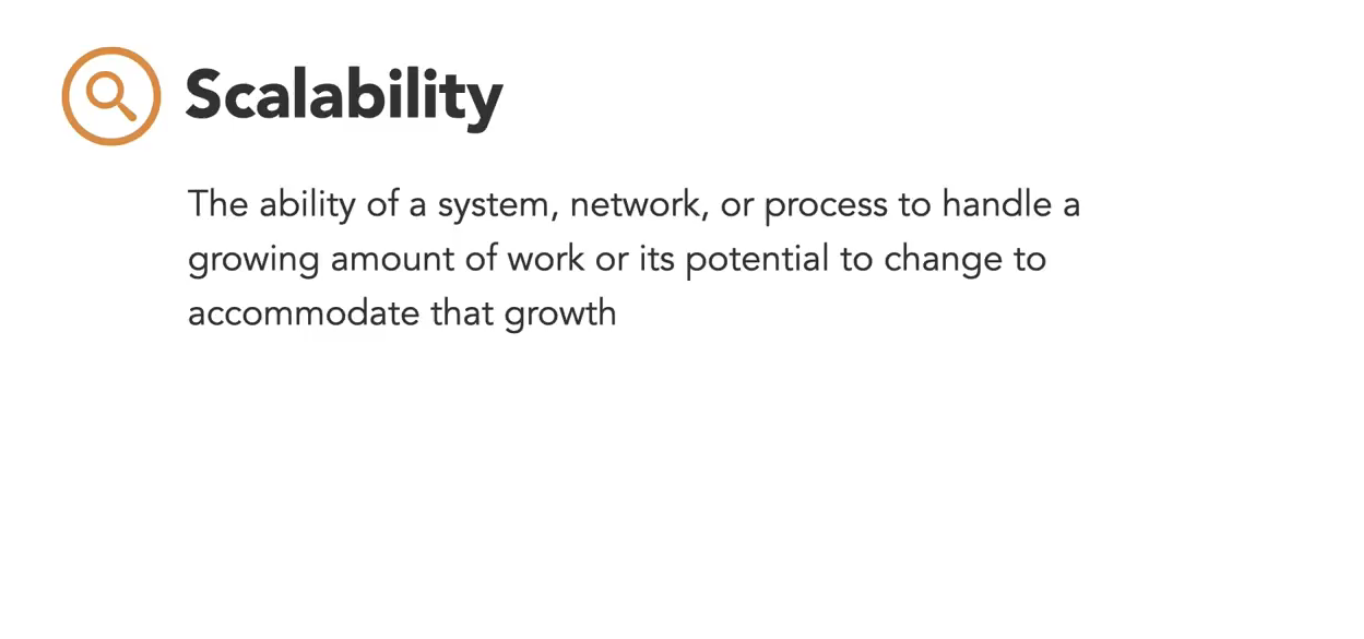 Scalability
The ability of a system, network, or process to handle a
growing amount of work or its potential to change to
accommodate that growth